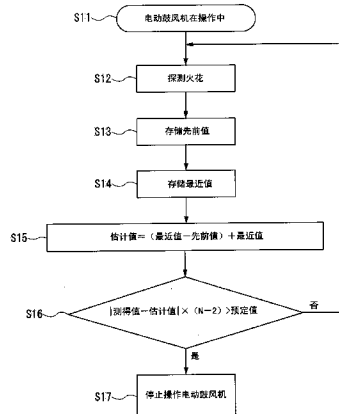 S11
电动鼓风机在操作中
S12
探测火花
S13
存储先前值
S14
存储最近值
S15
估计值=（最近值-先前值）+最近值
S16
|测得值-估计值|×（N-2）>预定值
否
是
S17
停止操作电动鼓风机